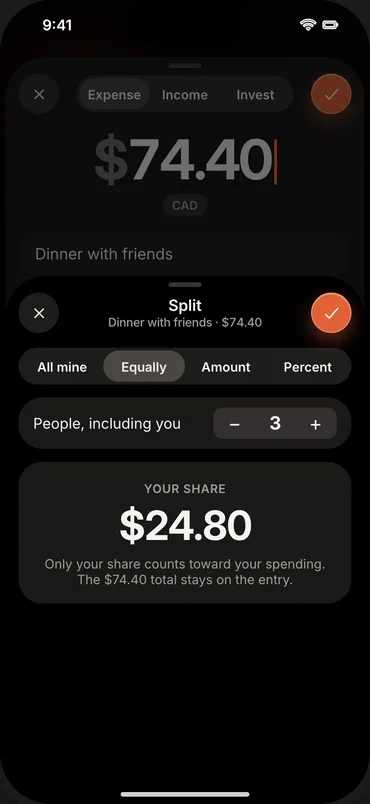 9:41
Expense Income Invest
$74.40
CAD
Dinner with friends
Split
Dinner with friends · $74.40
All mine Equally Amount Percent
People, including you − 3 +
YOUR SHARE
$24.80
Only your share counts toward your spending.
The $74.40 total stays on the entry.